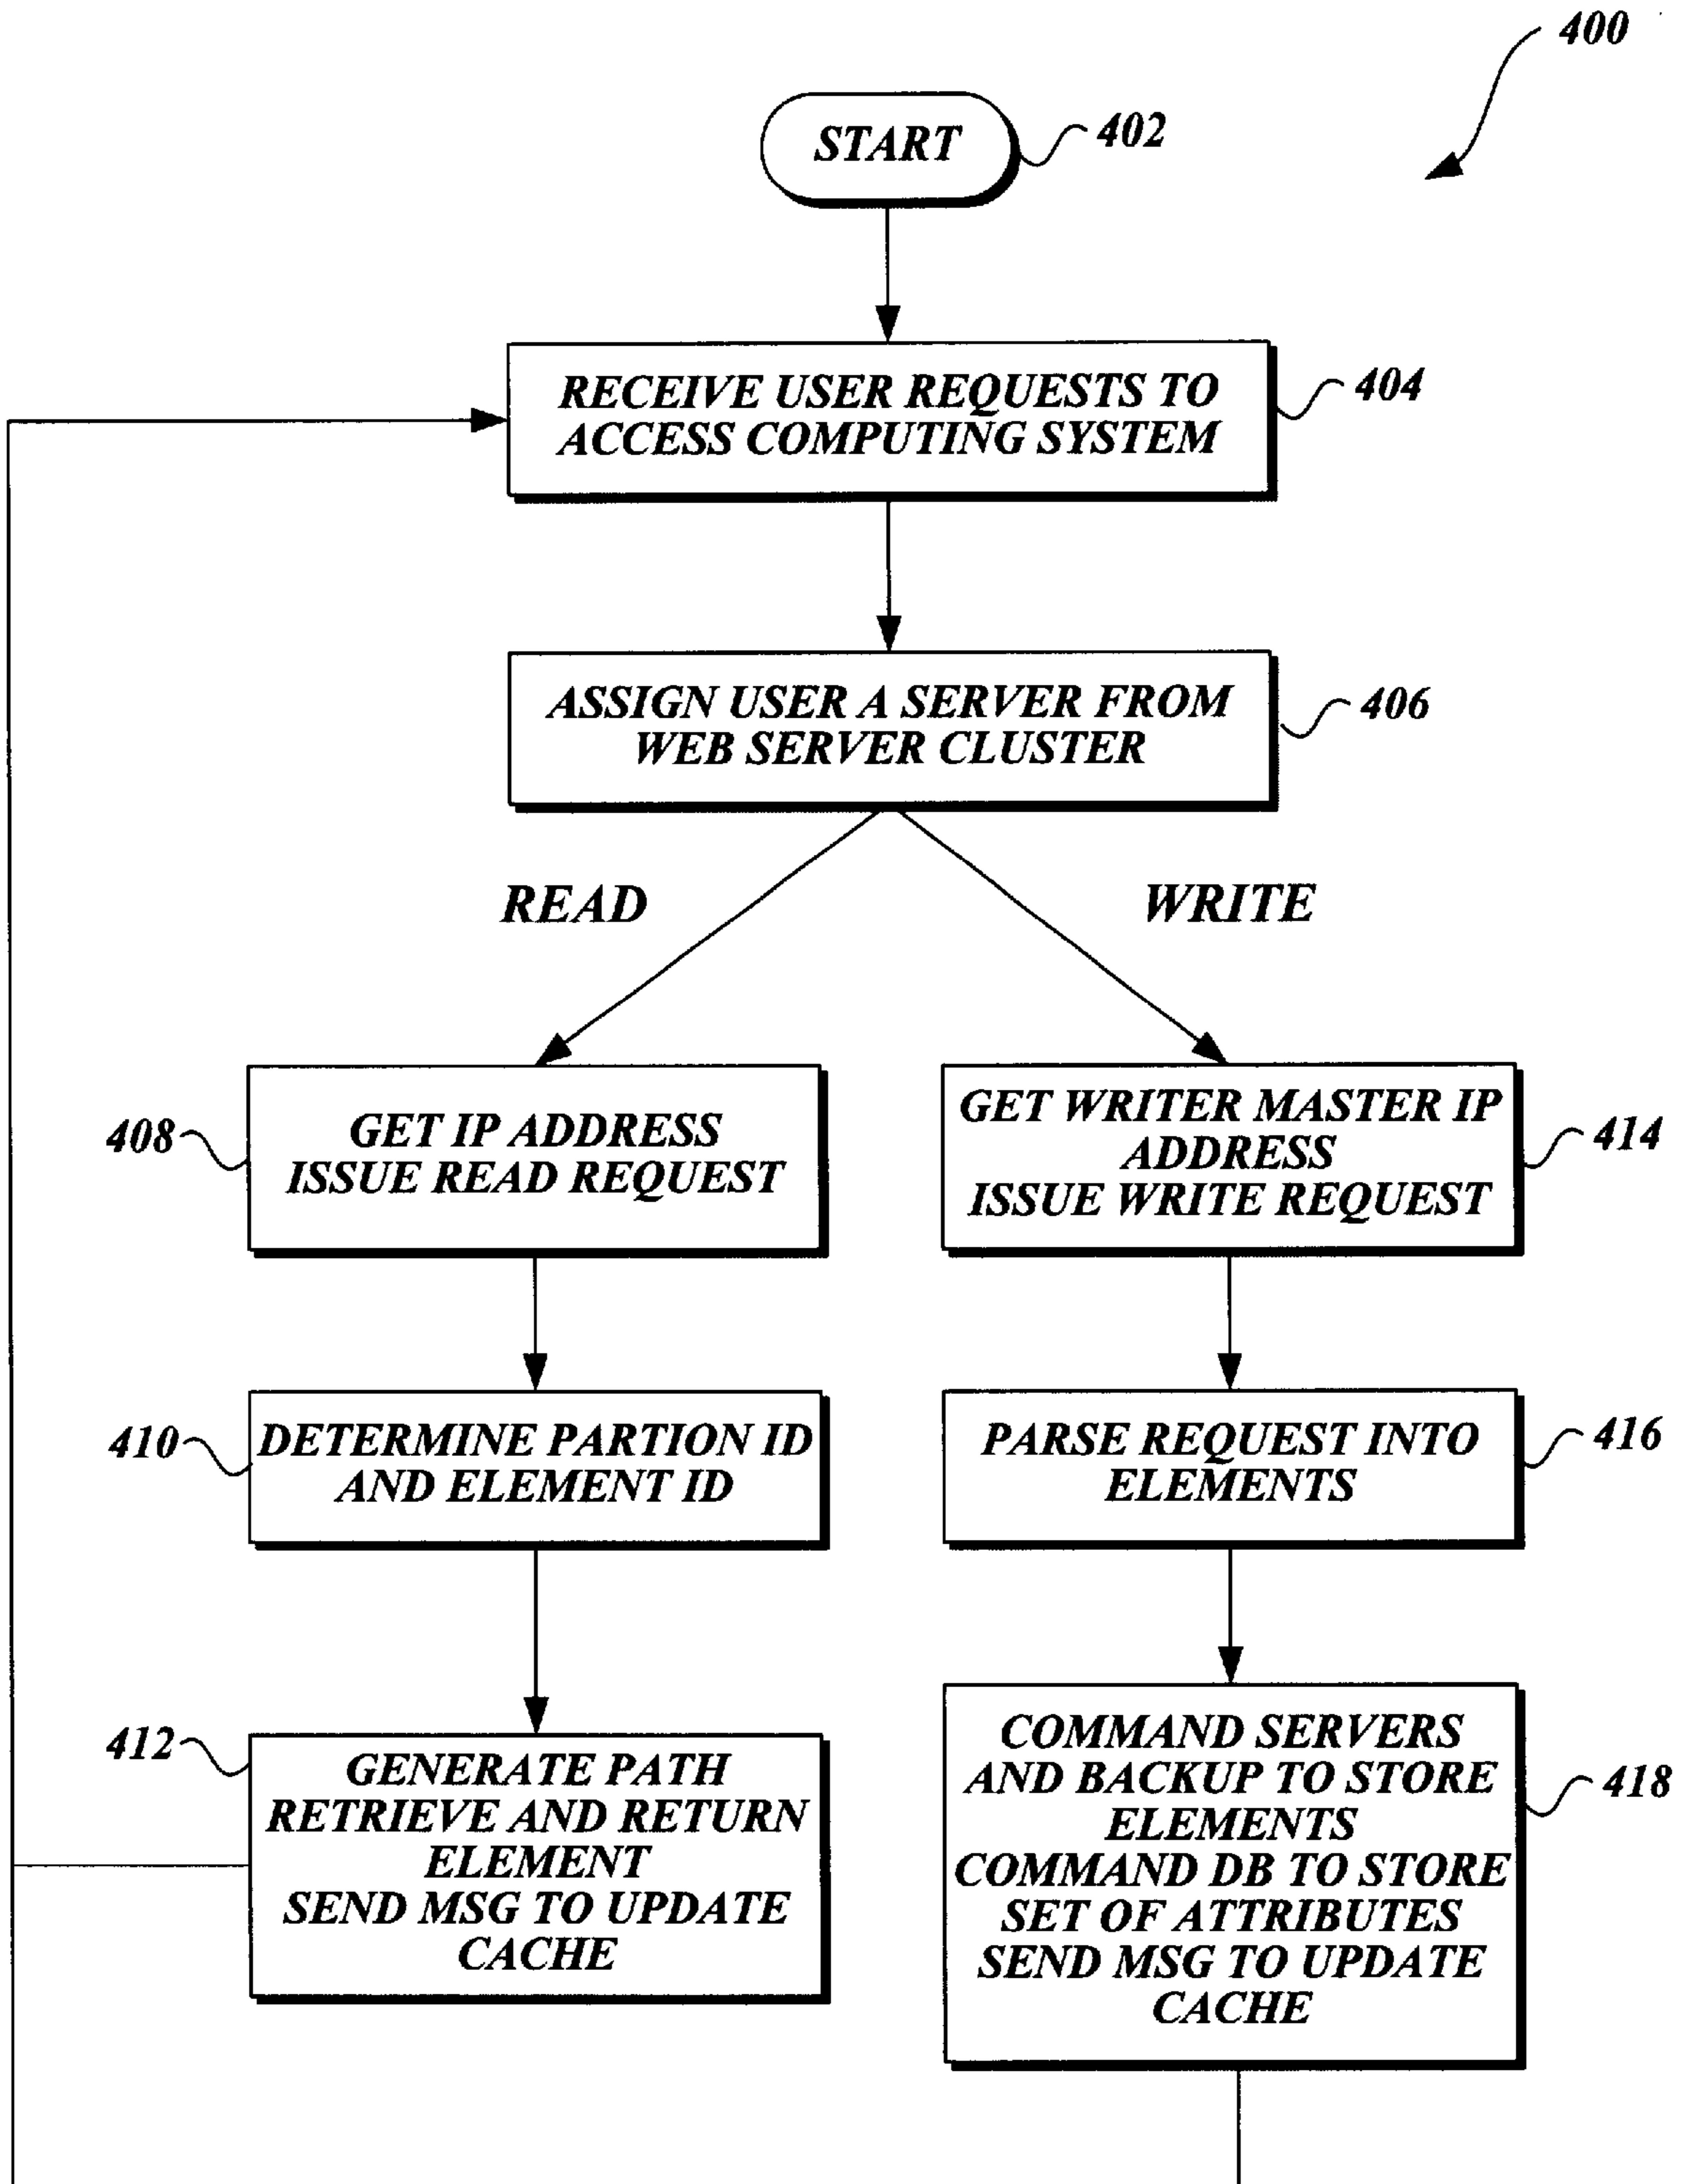 400
START
402
RECEIVE USER REQUESTS TO
ACCESS COMPUTING SYSTEM
404
ASSIGN USER A SERVER FROM
WEB SERVER CLUSTER
406
READ
WRITE
408
GET IP ADDRESS
ISSUE READ REQUEST
GET WRITER MASTER IP
ADDRESS
ISSUE WRITE REQUEST
414
410
DETERMINE PARTION ID
AND ELEMENT ID
PARSE REQUEST INTO
ELEMENTS
416
412
GENERATE PATH
RETRIEVE AND RETURN
ELEMENT
SEND MSG TO UPDATE
CACHE
COMMAND SERVERS
AND BACKUP TO STORE
ELEMENTS
COMMAND DB TO STORE
SET OF ATTRIBUTES
SEND MSG TO UPDATE
CACHE
418